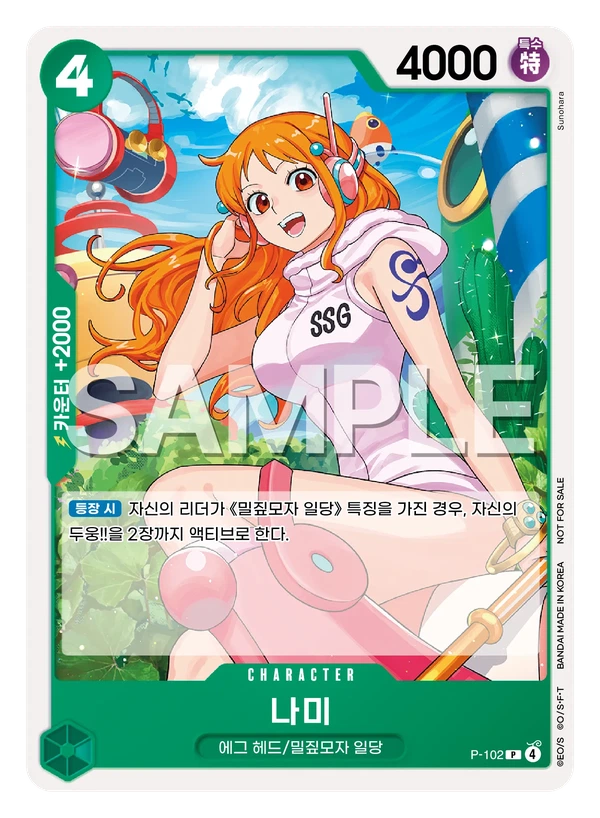 4
4000
특수
特
Sunohara
SSG
카운터 +2000
SAMPLE
등장 시 자신의 리더가 《밀짚모자 일당》 특징을 가진 경우, 자신의
두웅!!을 2장까지 액티브로 한다.
CHARACTER
나미
에그 헤드/밀짚모자 일당
P-102 P 4
©EO/S ©O/S·F·T BANDAI MADE IN KOREA NOT FOR SALE